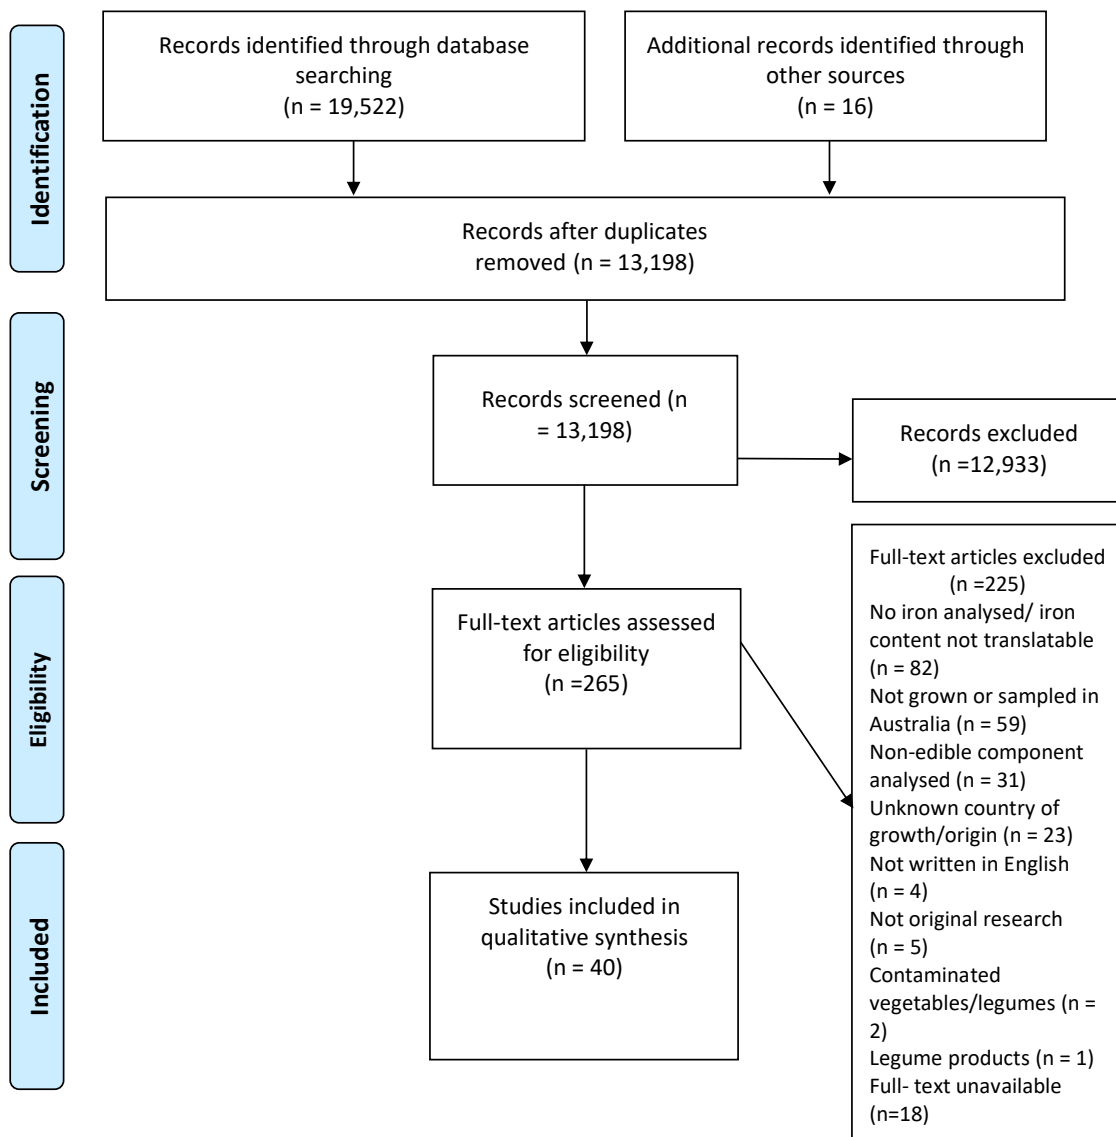 Identification
Records identified through database
searching
(n = 19,522)
Additional records identified through
other sources
(n = 16)
Records after duplicates
removed (n = 13,198)
Screening
Records screened (n
= 13,198)
Records excluded
(n =12,933)
Eligibility
Full-text articles assessed
for eligibility
(n =265)
Full-text articles excluded
(n =225)
No iron analysed/ iron
content not translatable
(n = 82)
Not grown or sampled in
Australia (n = 59)
Non-edible component
analysed (n = 31)
Unknown country of
growth/origin (n = 23)
Not written in English
(n = 4)
Not original research
(n = 5)
Contaminated
vegetables/legumes (n =
2)
Legume products (n = 1)
Full- text unavailable
(n=18)
Included
Studies included in
qualitative synthesis
(n = 40)